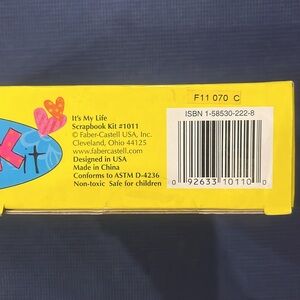 F11 070 C
ISBN 1-58530-222-8
It's My Life
Scrapbook Kit #1011
© Faber-Castell USA, Inc.
Cleveland, Ohio 44125
www.fabercastell.com
Designed in USA
Made in China
Conforms to ASTM D-4236
Non-toxic Safe for children
0 92633 10110 0